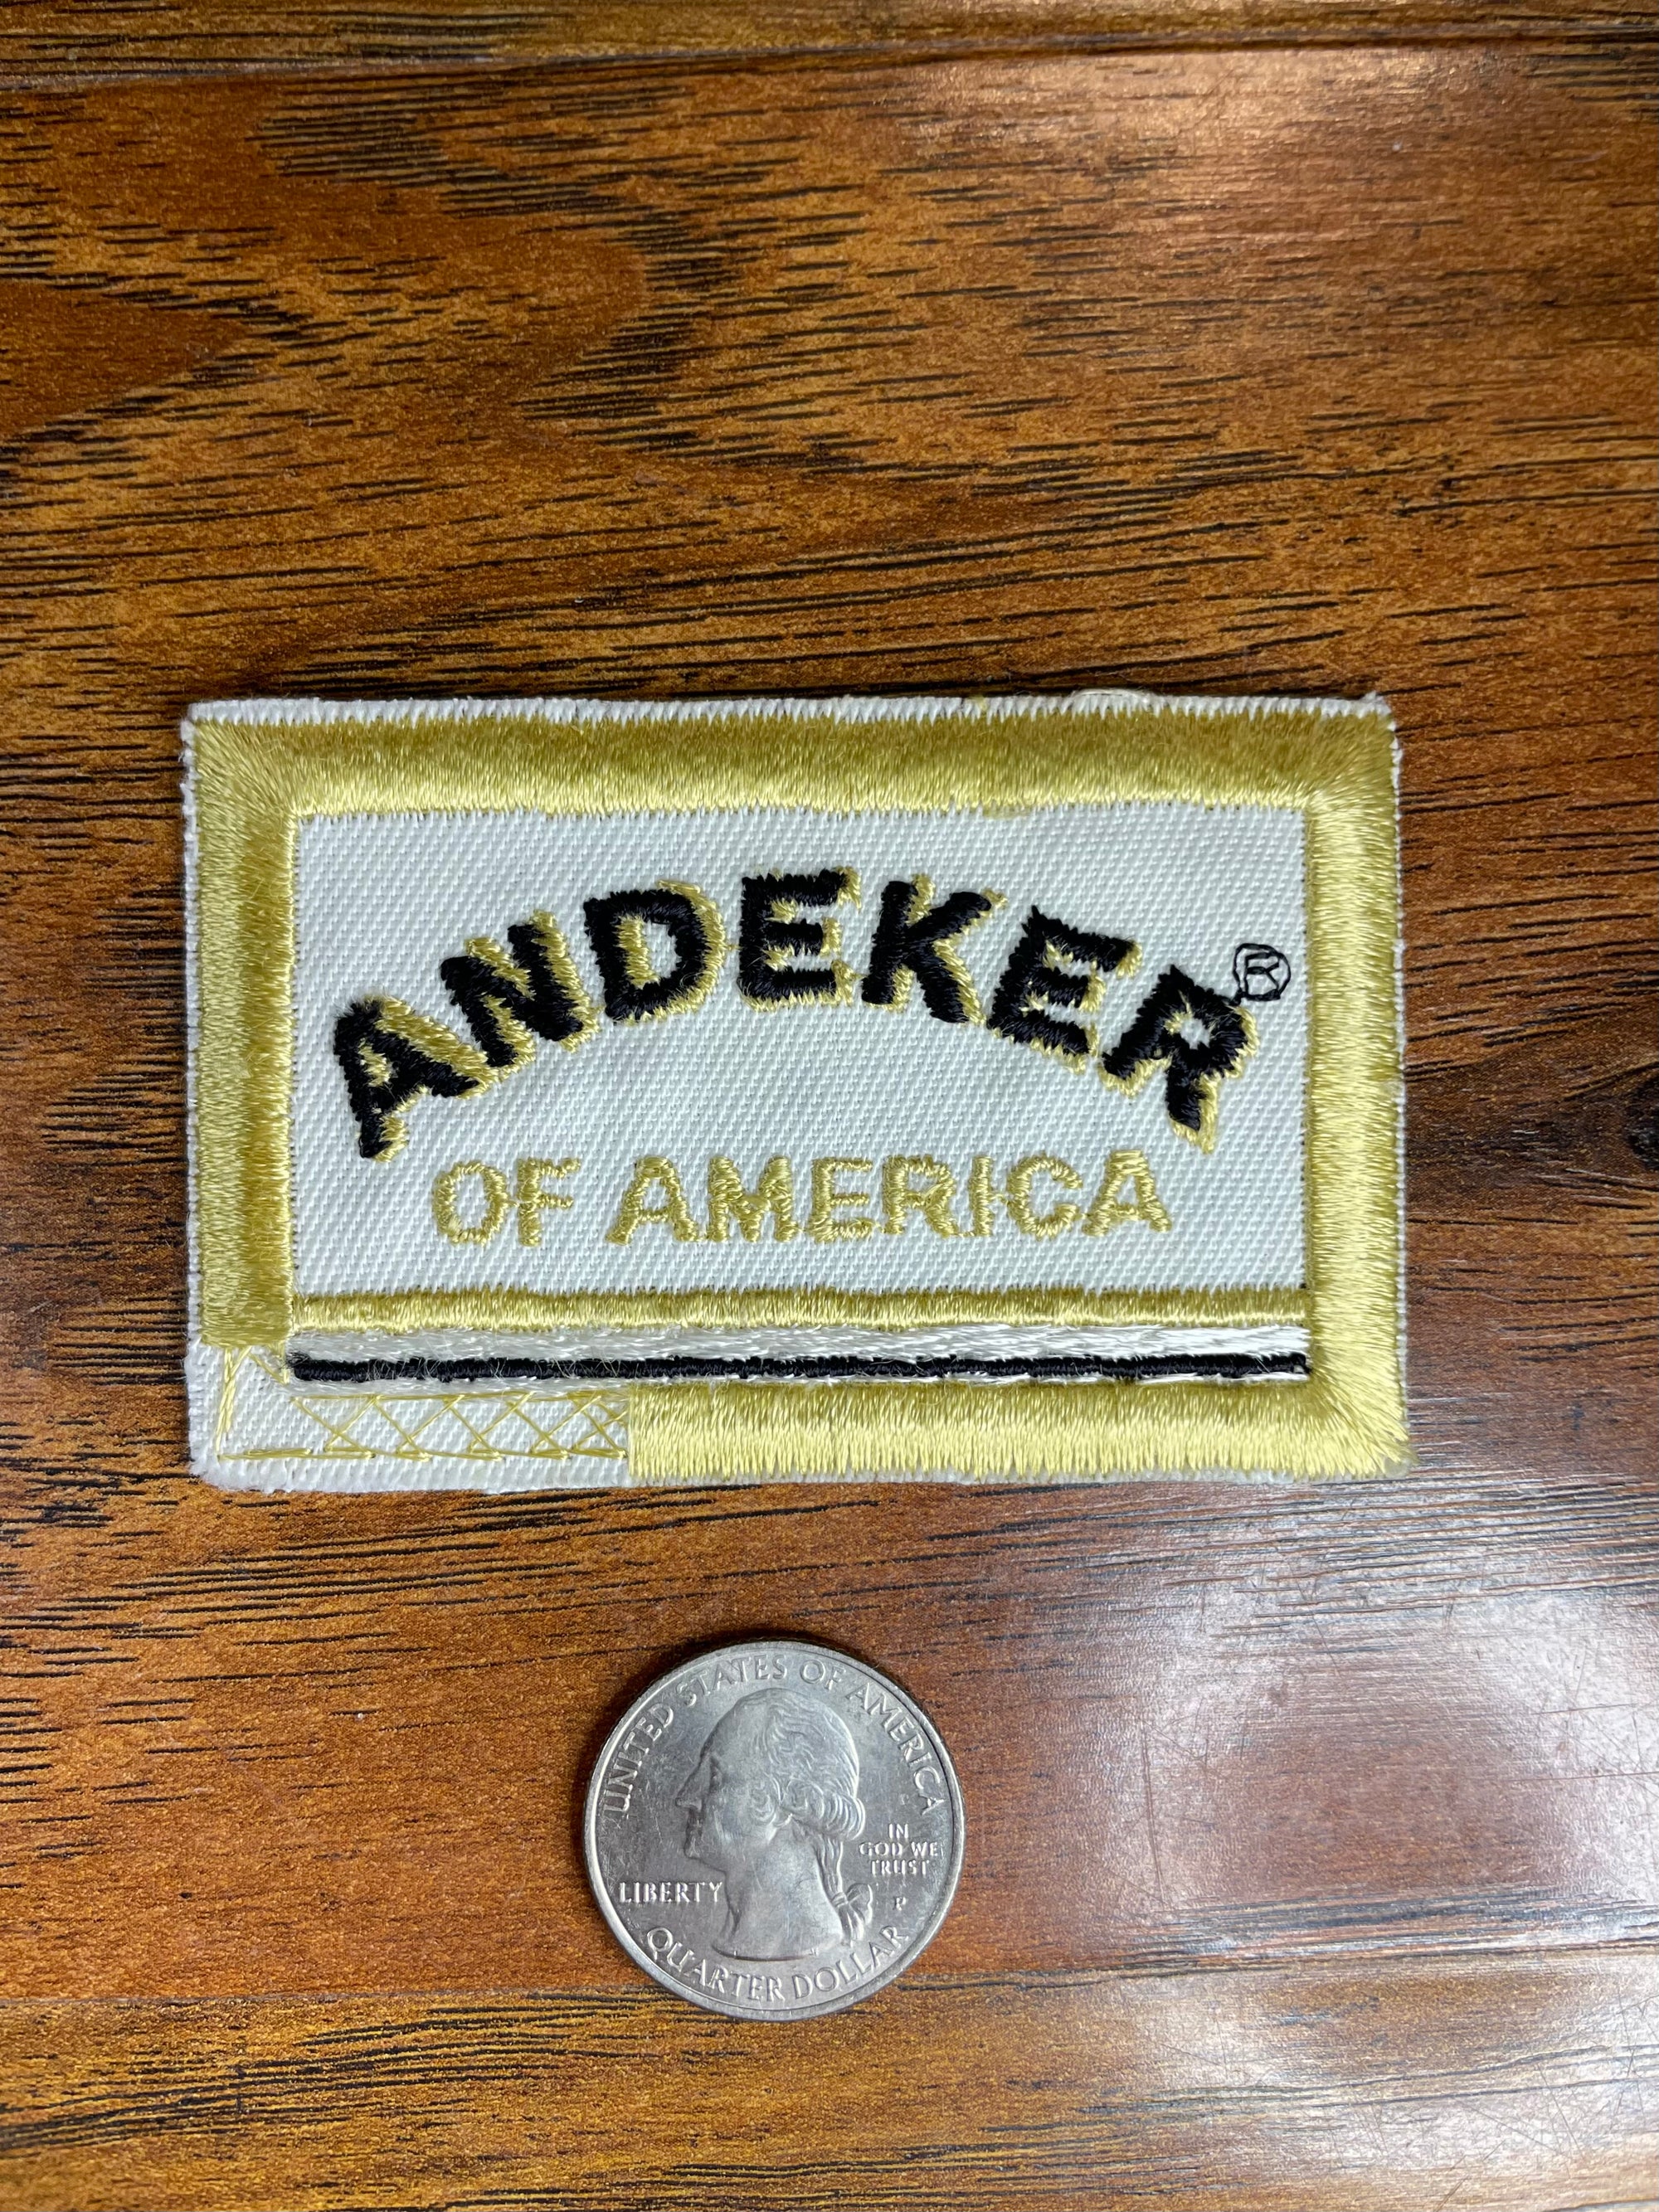 ANDEKER®
OF AMERICA
UNITED STATES OF AMERICA
IN
GOD WE
TRUST
LIBERTY
P
QUARTER DOLLAR